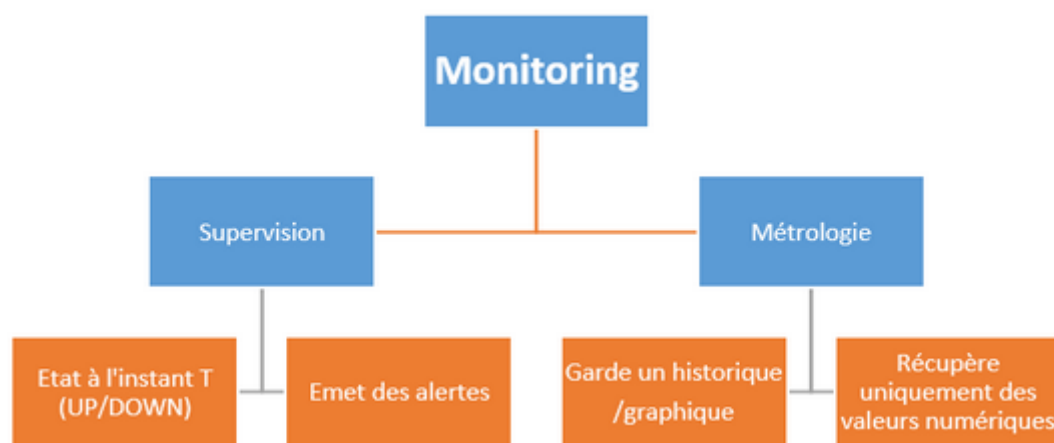 Monitoring
Supervision
Métrologie
Etat à l'instant T
(UP/DOWN)
Emet des alertes
Garde un historique
/graphique
Récupère
uniquement des
valeurs numériques